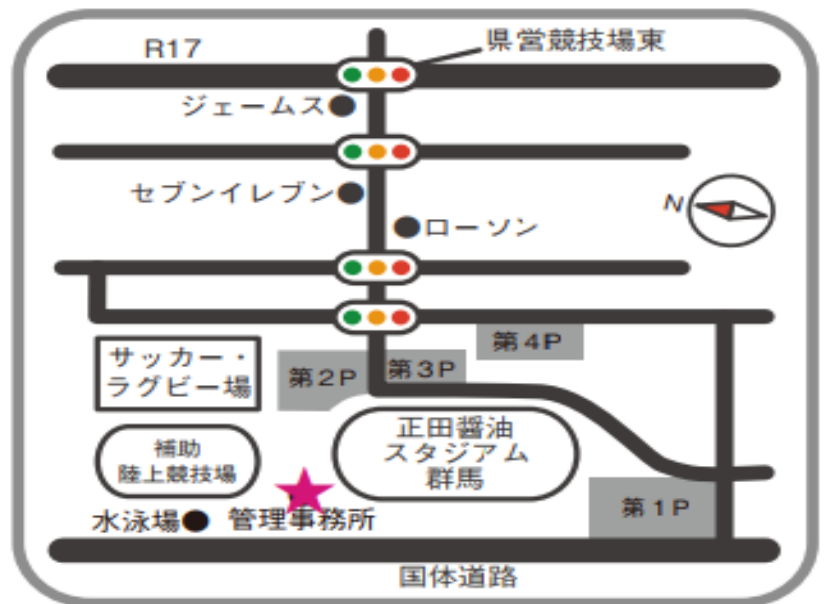 県営競技場東
R17
ジェームス
セブンイレブン
N
ローソン
サッカー・
ラグビー場
第2P
第3P
第4P
補助
陸上競技場
正田醤油
スタジアム
群馬
第1P
水泳場
管理事務所
国体道路